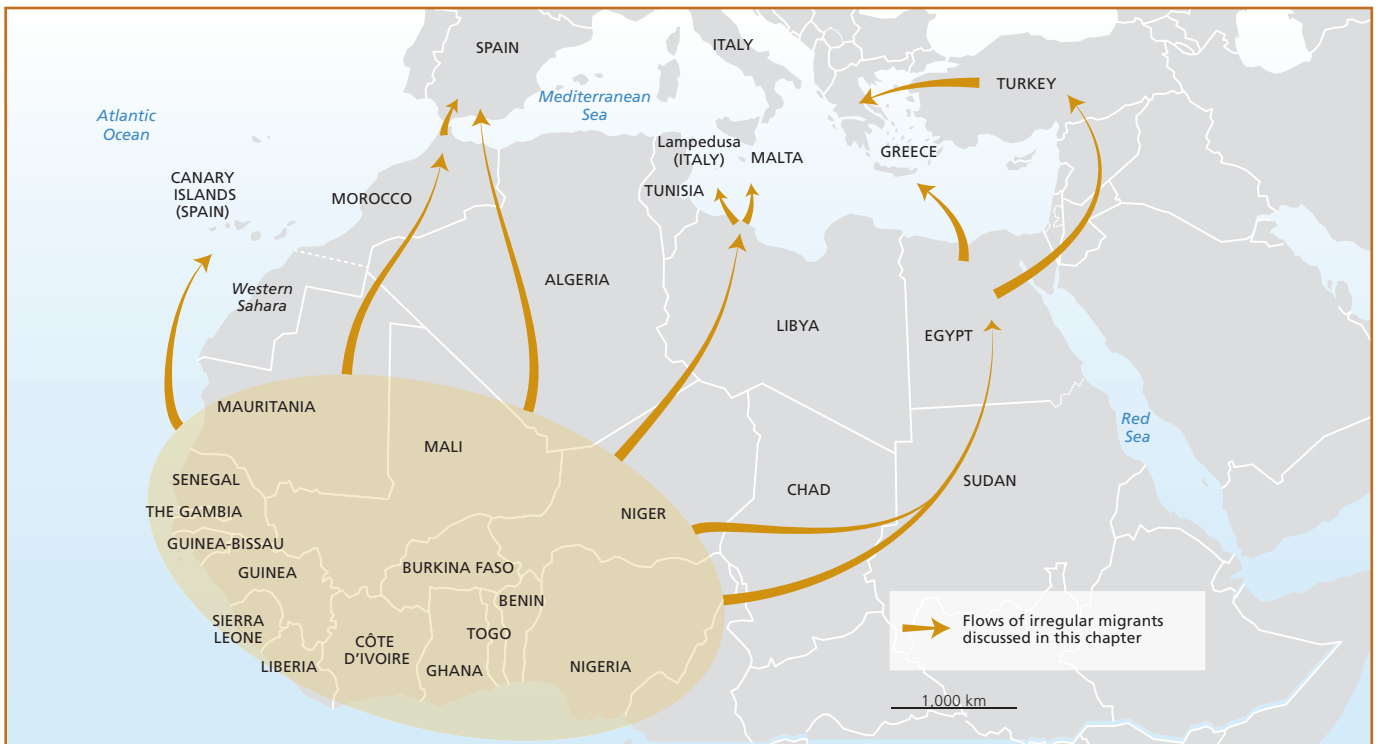 SPAIN
ITALY
TURKEY
Atlantic
Ocean
Mediterranean
Sea
Lampedusa
(ITALY)
MALTA
GREECE
CANARY
ISLANDS
(SPAIN)
MOROCCO
TUNISIA
Western
Sahara
ALGERIA
LIBYA
EGYPT
MAURITANIA
MALI
Red
Sea
SENEGAL
CHAD
SUDAN
THE GAMBIA
NIGER
GUINEA-BISSAU
GUINEA
BURKINA FASO
BENIN
SIERRA
LEONE
CÔTE
D'IVOIRE
TOGO
LIBERIA
GHANA
NIGERIA
Flows of irregular migrants
discussed in this chapter
1,000 km